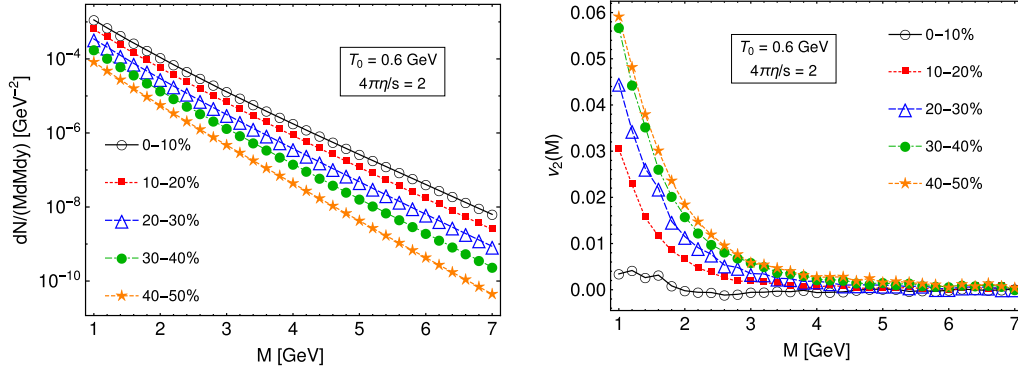 dN/(MdMdy) [GeV⁻²]
10⁻⁴
10⁻⁶
10⁻⁸
10⁻¹⁰
T₀ = 0.6 GeV
4πη/s = 2
0–10%
10–20%
20–30%
30–40%
40–50%
1 2 3 4 5 6 7
M [GeV]
v₂(M)
0.06
0.05
0.04
0.03
0.02
0.01
0.00
T₀ = 0.6 GeV
4πη/s = 2
0–10%
10–20%
20–30%
30–40%
40–50%
1 2 3 4 5 6 7
M [GeV]